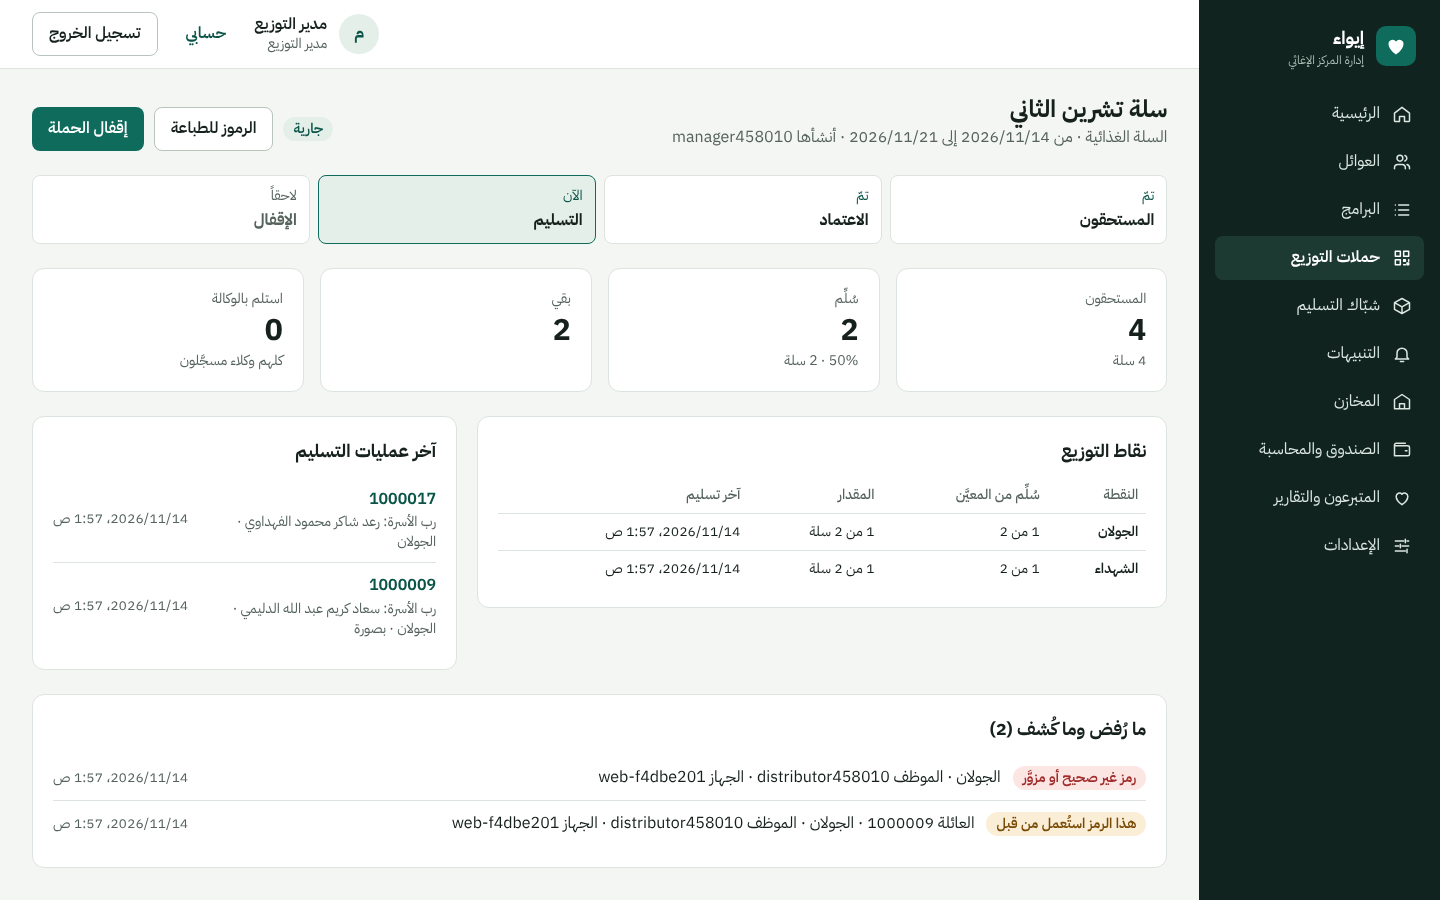 إيواء
إدارة المركز الإغاثي
الرئيسية
العوائل
البرامج
حملات التوزيع
شبّاك التسليم
التنبيهات
المخازن
الصندوق والمحاسبة
المتبرعون والتقارير
الإعدادات
م
مدير التوزيع
مدير التوزيع
حسابي
تسجيل الخروج
سلة تشرين الثاني
السلة الغذائية · من 2026/11/14 إلى 2026/11/21 · أنشأها manager458010
جارية
الرموز للطباعة
إقفال الحملة
تمّ
المستحقون
تمّ
الاعتماد
الآن
التسليم
لاحقاً
الإقفال
المستحقون
4
4 سلة
سُلِّم
2
50% · 2 سلة
بقي
2
استلم بالوكالة
0
كلهم وكلاء مسجَّلون
نقاط التوزيع
النقطة سُلِّم من المعيَّن المقدار آخر تسليم
الجولان 1 من 2 1 من 2 سلة 2026/11/14، 1:57 ص
الشهداء 1 من 2 1 من 2 سلة 2026/11/14، 1:57 ص
آخر عمليات التسليم
1000017
رب الأسرة: رعد شاكر محمود الفهداوي ·
الجولان
2026/11/14، 1:57 ص
1000009
رب الأسرة: سعاد كريم عبد الله الدليمي ·
الجولان · بصورة
2026/11/14، 1:57 ص
ما رُفض وما كُشف (2)
رمز غير صحيح أو مزوَّر الجولان · الموظف distributor458010 · الجهاز web-f4dbe201 2026/11/14، 1:57 ص
هذا الرمز استُعمل من قبل العائلة 1000009 · الجولان · الموظف distributor458010 · الجهاز web-f4dbe201 2026/11/14، 1:57 ص